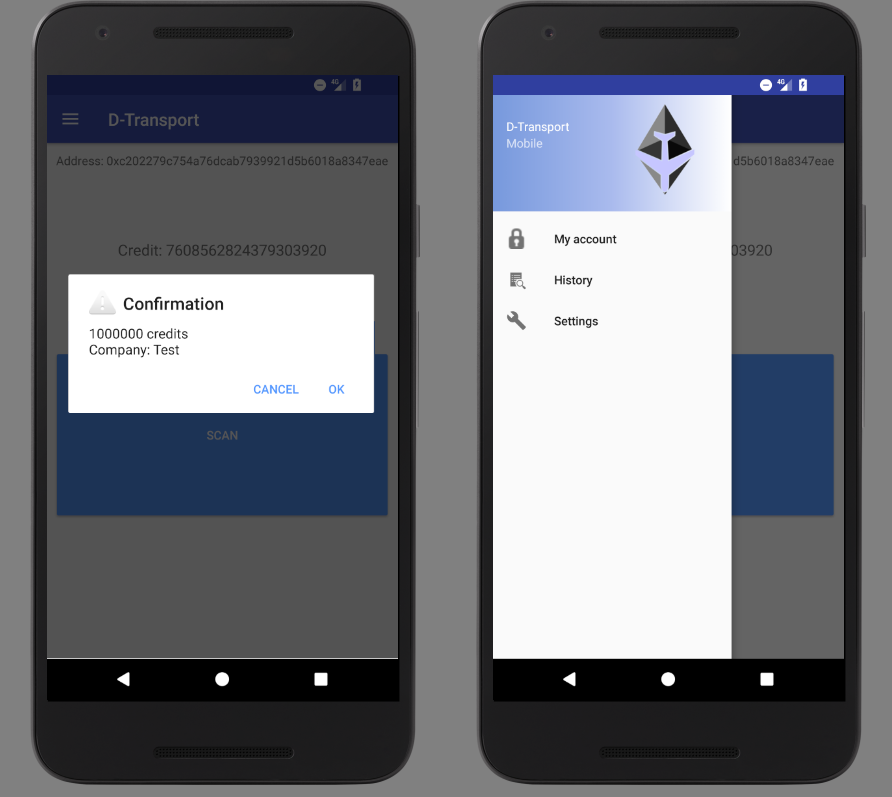 4G
D-Transport
Address: 0xc202279c754a76dcab7939921d5b6018a8347eae
Credit: 7608562824379303920
Confirmation
1000000 credits
Company: Test
CANCEL
OK
SCAN
4G
D-Transport
Mobile
d5b6018a8347eae
My account
03920
History
Settings